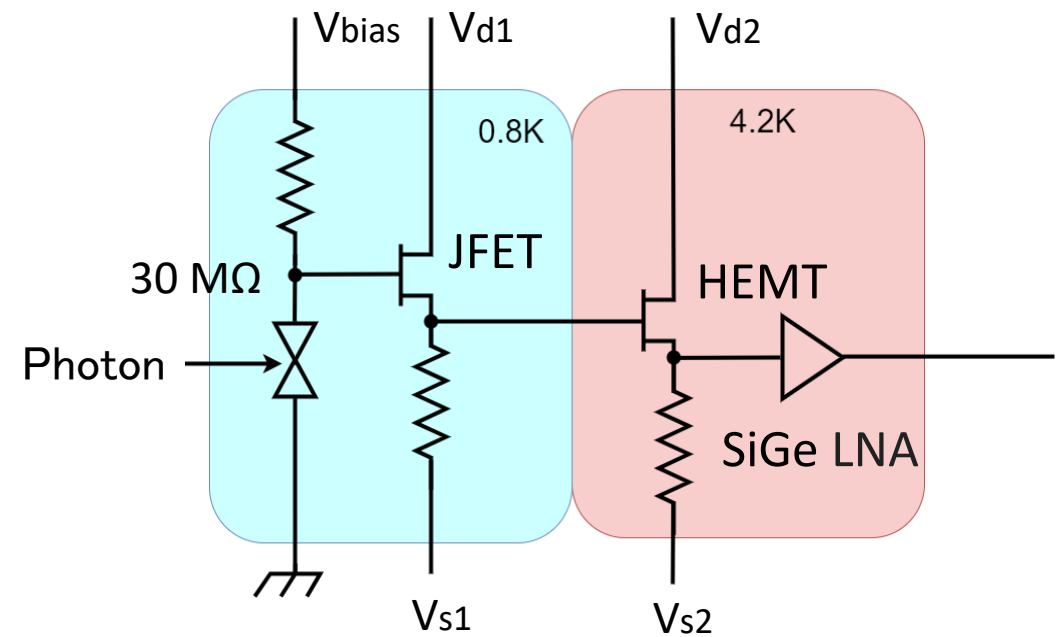 Vbias
Vd1
Vd2
0.8K
4.2K
JFET
30 MΩ
HEMT
Photon
SiGe LNA
Vs1
Vs2